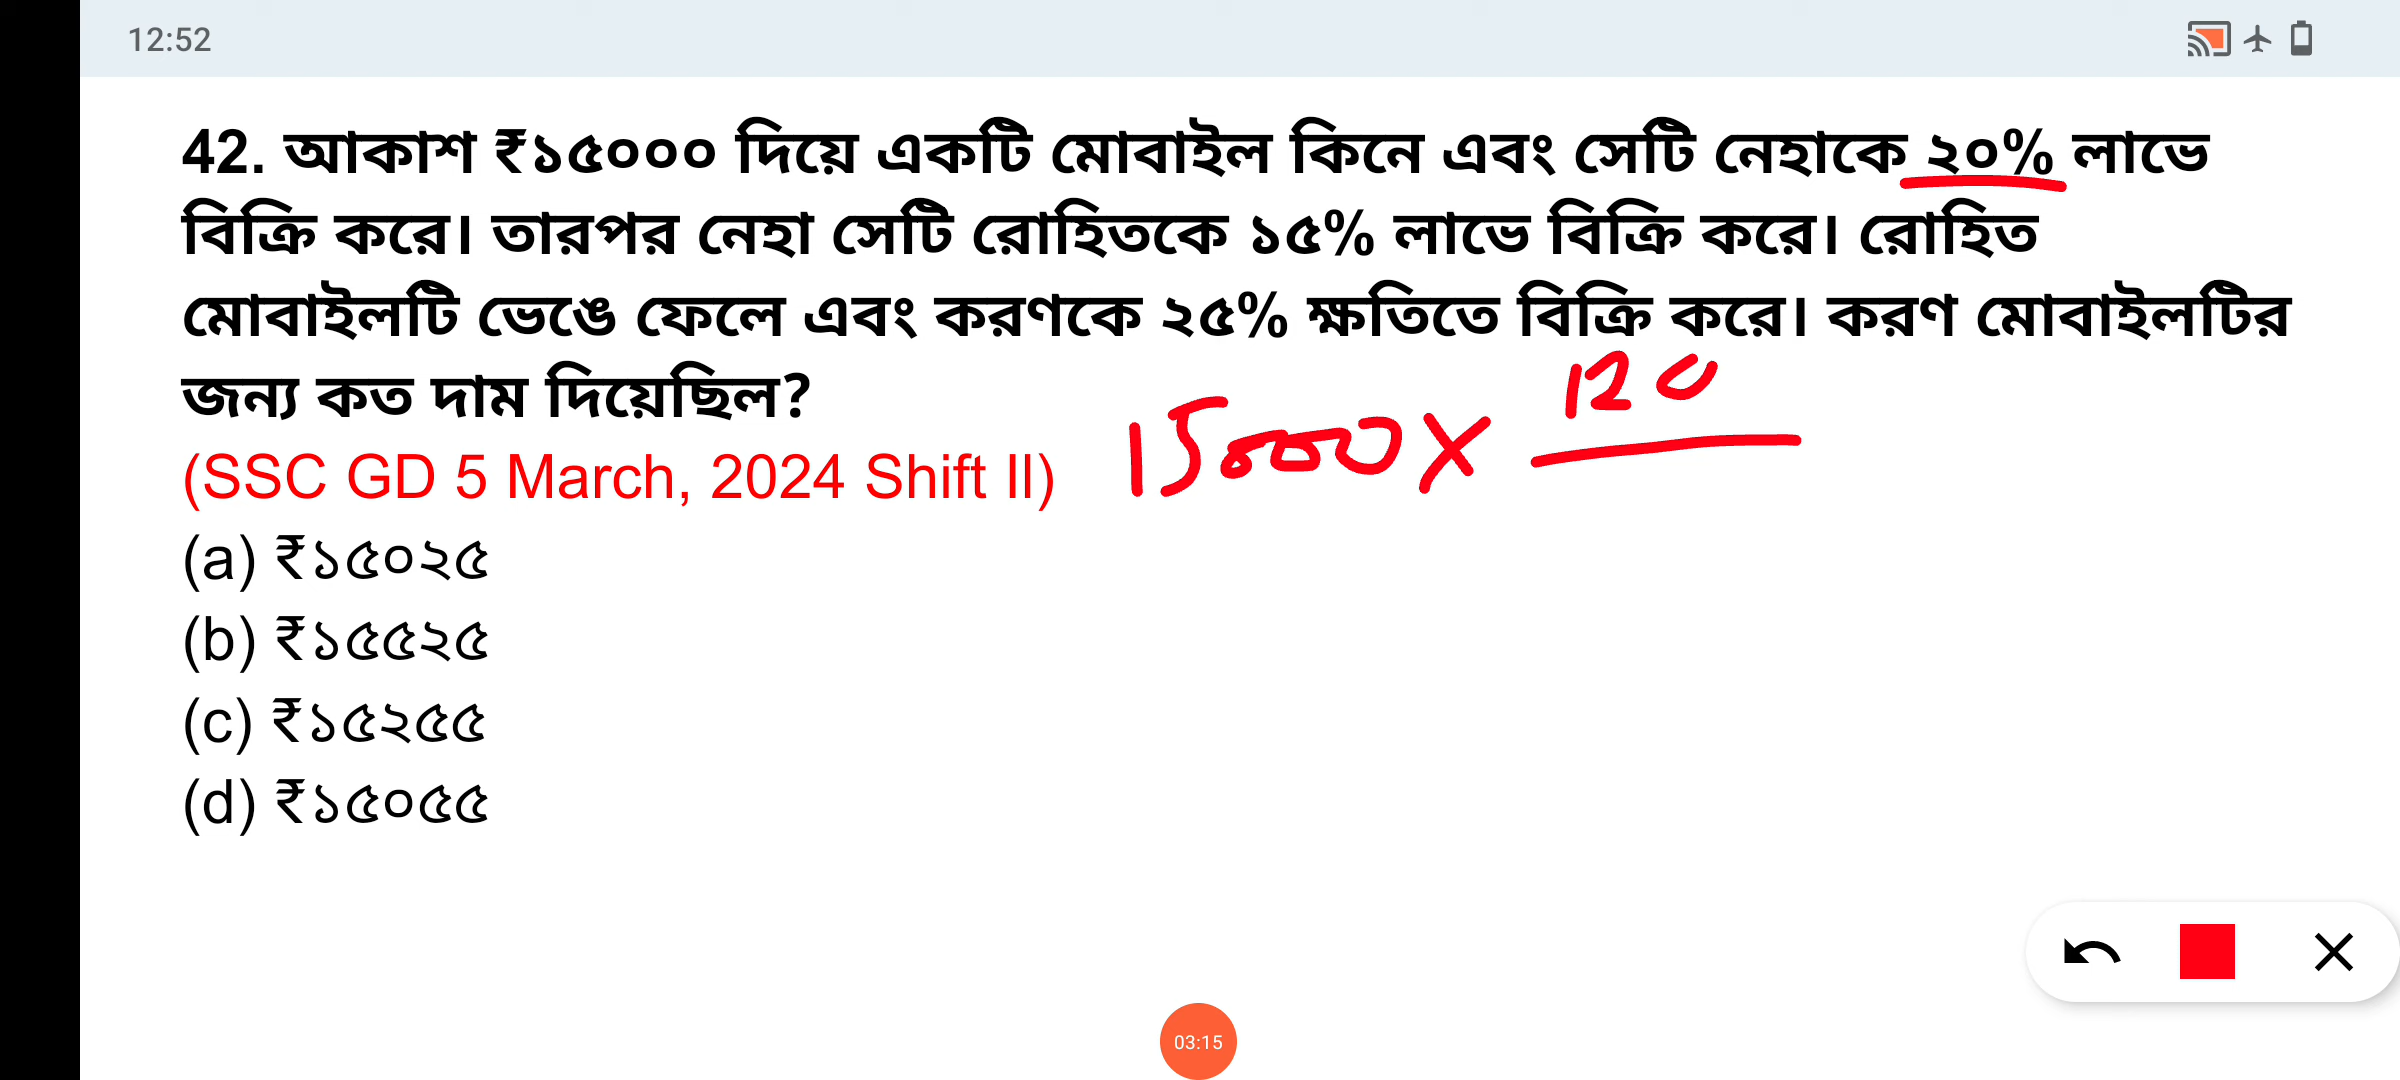 12:52
42. আকাশ ₹১৫০০০ দিয়ে একটি মোবাইল কিনে এবং সেটি নেহাকে ২০% লাভে
বিক্রি করে। তারপর নেহা সেটি রোহিতকে ১৫% লাভে বিক্রি করে। রোহিত
মোবাইলটি ভেঙে ফেলে এবং করণকে ২৫% ক্ষতিতে বিক্রি করে। করণ মোবাইলটির
জন্য কত দাম দিয়েছিল?
120
15000 ×
(SSC GD 5 March, 2024 Shift II)
(a) ₹১৫০২৫
(b) ₹১৫৫২৫
(c) ₹১৫২৫৫
(d) ₹১৫০৫৫
03:15